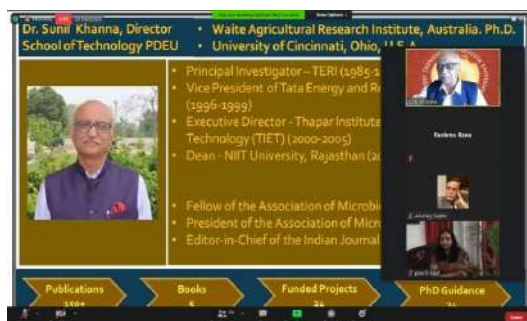 Dr. Sunil Khanna, Director
School of Technology PDEU
• Waite Agricultural Research Institute, Australia. Ph.D.
• University of Cincinnati, Ohio, U.S.A
• Principal Investigator – TERI (1985-1
• Vice President of Tata Energy and Re
(1996-1999)
• Executive Director - Thapar Institute
Technology (TIET) (2000-2005)
• Dean - NIIT University, Rajasthan (20
• Fellow of the Association of Microbi
• President of the Association of Micr
• Editor-in-Chief of the Indian Journal
Publications
Books
5
Funded Projects
24
PhD Guidance